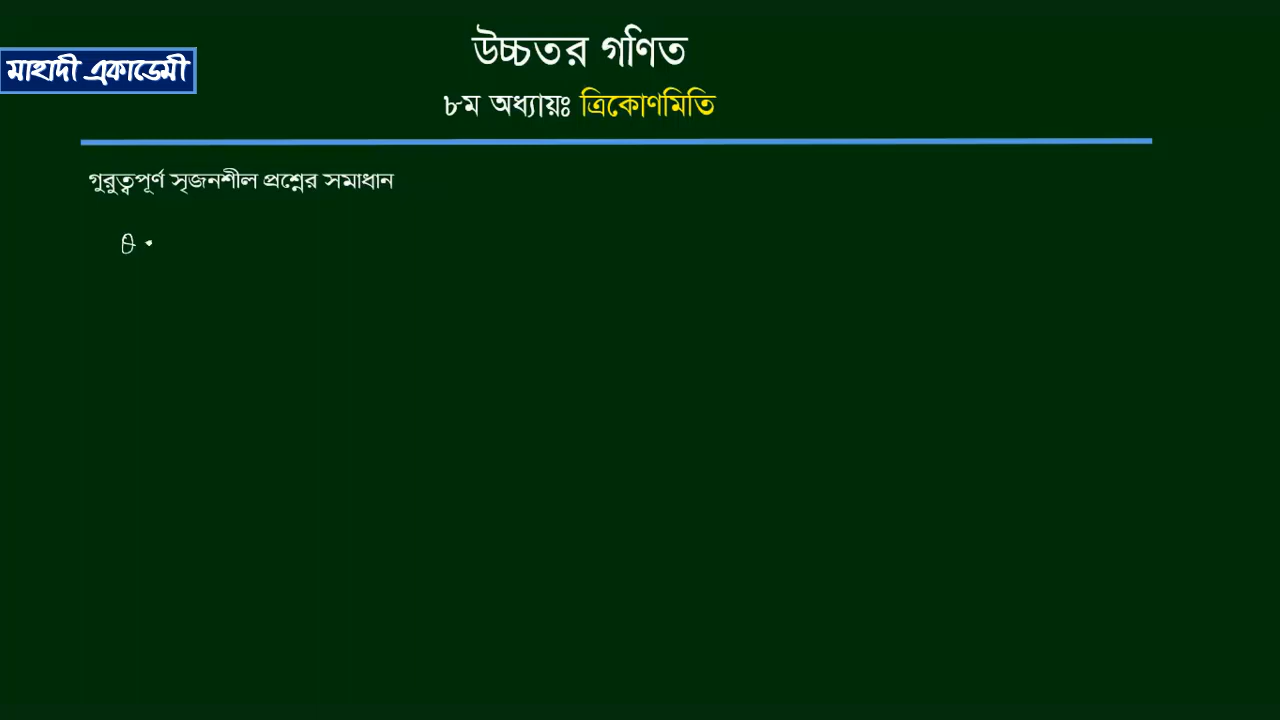 উচ্চতর গণিত
মাহাদী একাডেমী
৮ম অধ্যায়ঃ ত্রিকোণমিতি
গুরুত্বপূর্ণ সৃজনশীল প্রশ্নের সমাধান
θ